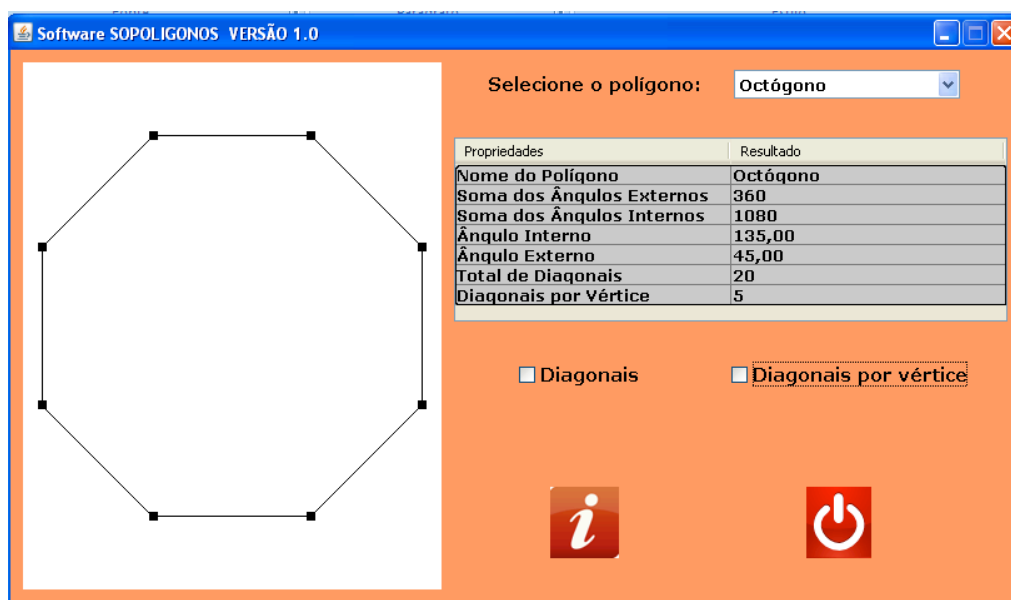 Software SOPOLIGONOS VERSÃO 1.0
Selecione o polígono: Octógono
Propriedades Resultado
Nome do Polígono Octógono
Soma dos Ângulos Externos 360
Soma dos Ângulos Internos 1080
Ângulo Interno 135,00
Ângulo Externo 45,00
Total de Diagonais 20
Diagonais por Vértice 5
Diagonais Diagonais por vértice
i